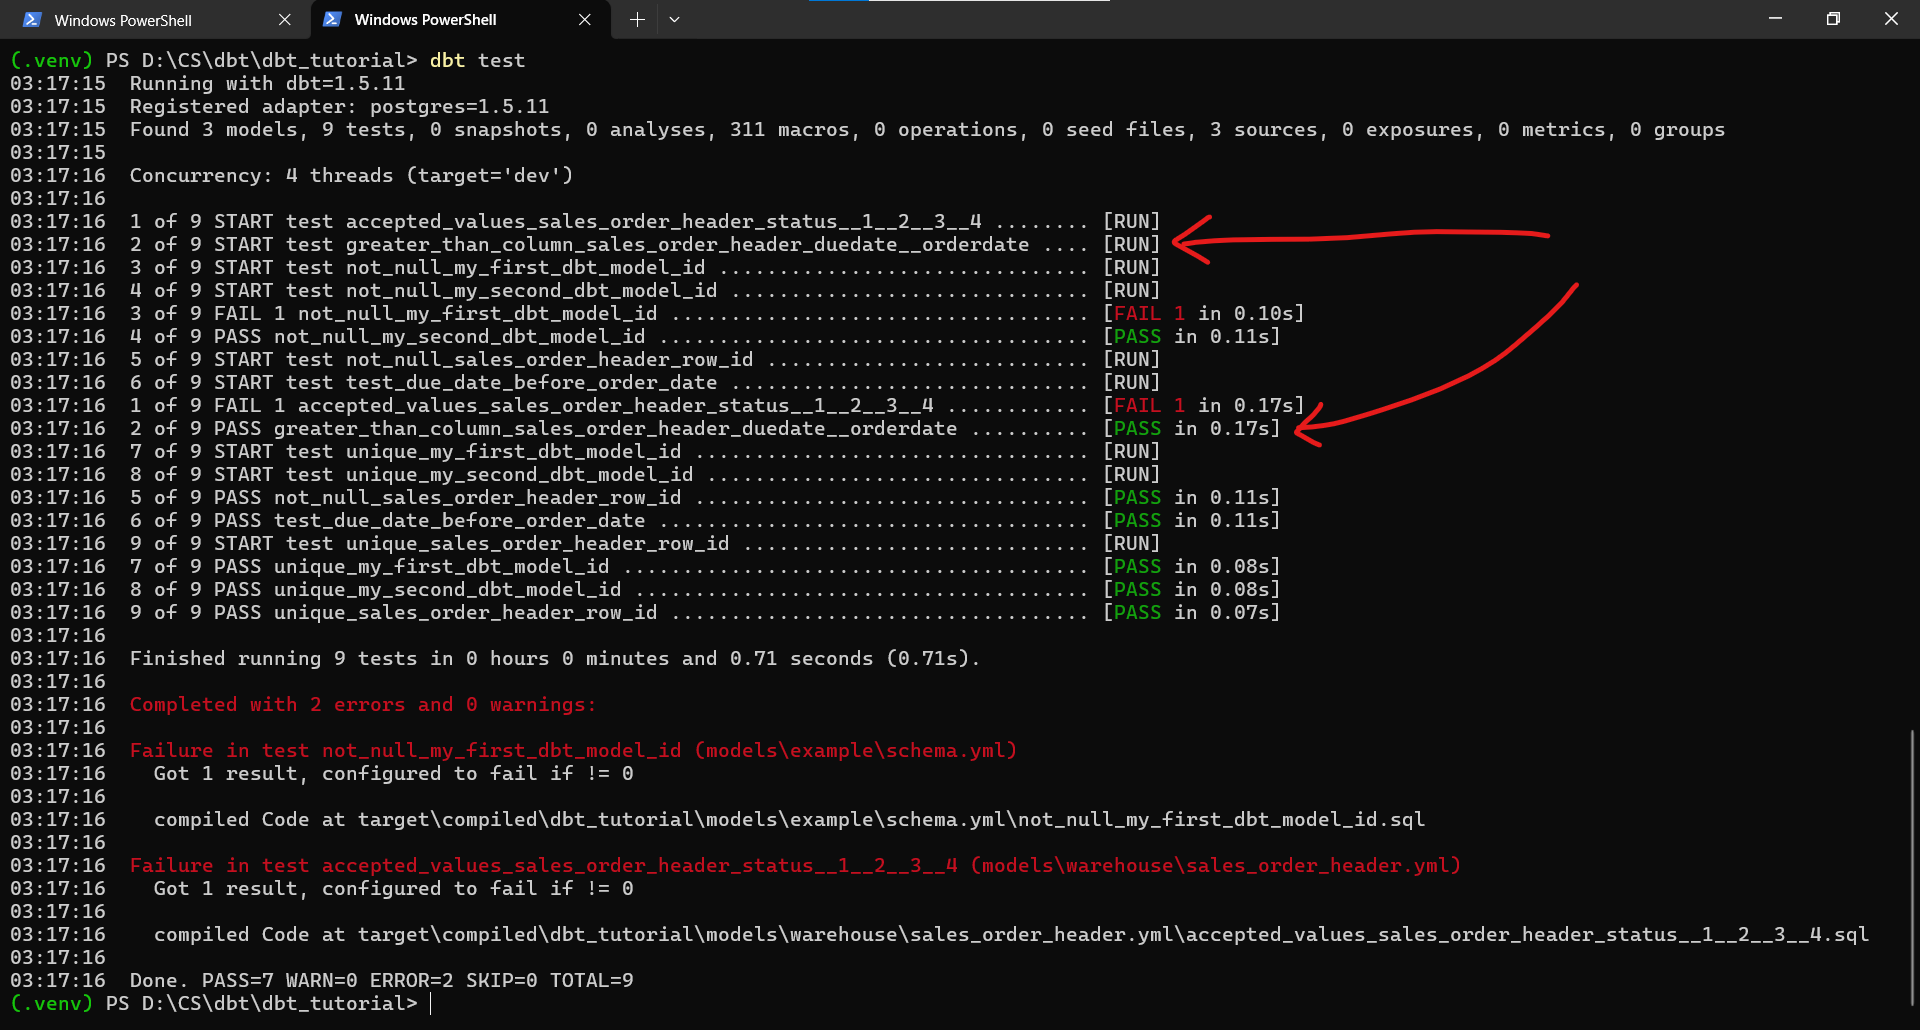 Windows PowerShell
Windows PowerShell
(.venv) PS D:\CS\dbt\dbt_tutorial> dbt test
03:17:15  Running with dbt=1.5.11
03:17:15  Registered adapter: postgres=1.5.11
03:17:15  Found 3 models, 9 tests, 0 snapshots, 0 analyses, 311 macros, 0 operations, 0 seed files, 3 sources, 0 exposures, 0 metrics, 0 groups
03:17:15
03:17:16  Concurrency: 4 threads (target='dev')
03:17:16
03:17:16  1 of 9 START test accepted_values_sales_order_header_status__1__2__3__4 ........ [RUN]
03:17:16  2 of 9 START test greater_than_column_sales_order_header_duedate__orderdate .... [RUN]
03:17:16  3 of 9 START test not_null_my_first_dbt_model_id ............................... [RUN]
03:17:16  4 of 9 START test not_null_my_second_dbt_model_id .............................. [RUN]
03:17:16  3 of 9 FAIL 1 not_null_my_first_dbt_model_id ................................... [FAIL 1 in 0.10s]
03:17:16  4 of 9 PASS not_null_my_second_dbt_model_id .................................... [PASS in 0.11s]
03:17:16  5 of 9 START test not_null_sales_order_header_row_id ........................... [RUN]
03:17:16  6 of 9 START test test_due_date_before_order_date .............................. [RUN]
03:17:16  1 of 9 FAIL 1 accepted_values_sales_order_header_status__1__2__3__4 ............ [FAIL 1 in 0.17s]
03:17:16  2 of 9 PASS greater_than_column_sales_order_header_duedate__orderdate .......... [PASS in 0.17s]
03:17:16  7 of 9 START test unique_my_first_dbt_model_id ................................. [RUN]
03:17:16  8 of 9 START test unique_my_second_dbt_model_id ................................ [RUN]
03:17:16  5 of 9 PASS not_null_sales_order_header_row_id ................................. [PASS in 0.11s]
03:17:16  6 of 9 PASS test_due_date_before_order_date .................................... [PASS in 0.11s]
03:17:16  9 of 9 START test unique_sales_order_header_row_id ............................. [RUN]
03:17:16  7 of 9 PASS unique_my_first_dbt_model_id ....................................... [PASS in 0.08s]
03:17:16  8 of 9 PASS unique_my_second_dbt_model_id ...................................... [PASS in 0.08s]
03:17:16  9 of 9 PASS unique_sales_order_header_row_id ................................... [PASS in 0.07s]
03:17:16
03:17:16  Finished running 9 tests in 0 hours 0 minutes and 0.71 seconds (0.71s).
03:17:16
03:17:16  Completed with 2 errors and 0 warnings:
03:17:16
03:17:16  Failure in test not_null_my_first_dbt_model_id (models\example\schema.yml)
03:17:16    Got 1 result, configured to fail if != 0
03:17:16
03:17:16    compiled Code at target\compiled\dbt_tutorial\models\example\schema.yml\not_null_my_first_dbt_model_id.sql
03:17:16
03:17:16  Failure in test accepted_values_sales_order_header_status__1__2__3__4 (models\warehouse\sales_order_header.yml)
03:17:16    Got 1 result, configured to fail if != 0
03:17:16
03:17:16    compiled Code at target\compiled\dbt_tutorial\models\warehouse\sales_order_header.yml\accepted_values_sales_order_header_status__1__2__3__4.sql
03:17:16
03:17:16  Done. PASS=7 WARN=0 ERROR=2 SKIP=0 TOTAL=9
(.venv) PS D:\CS\dbt\dbt_tutorial>